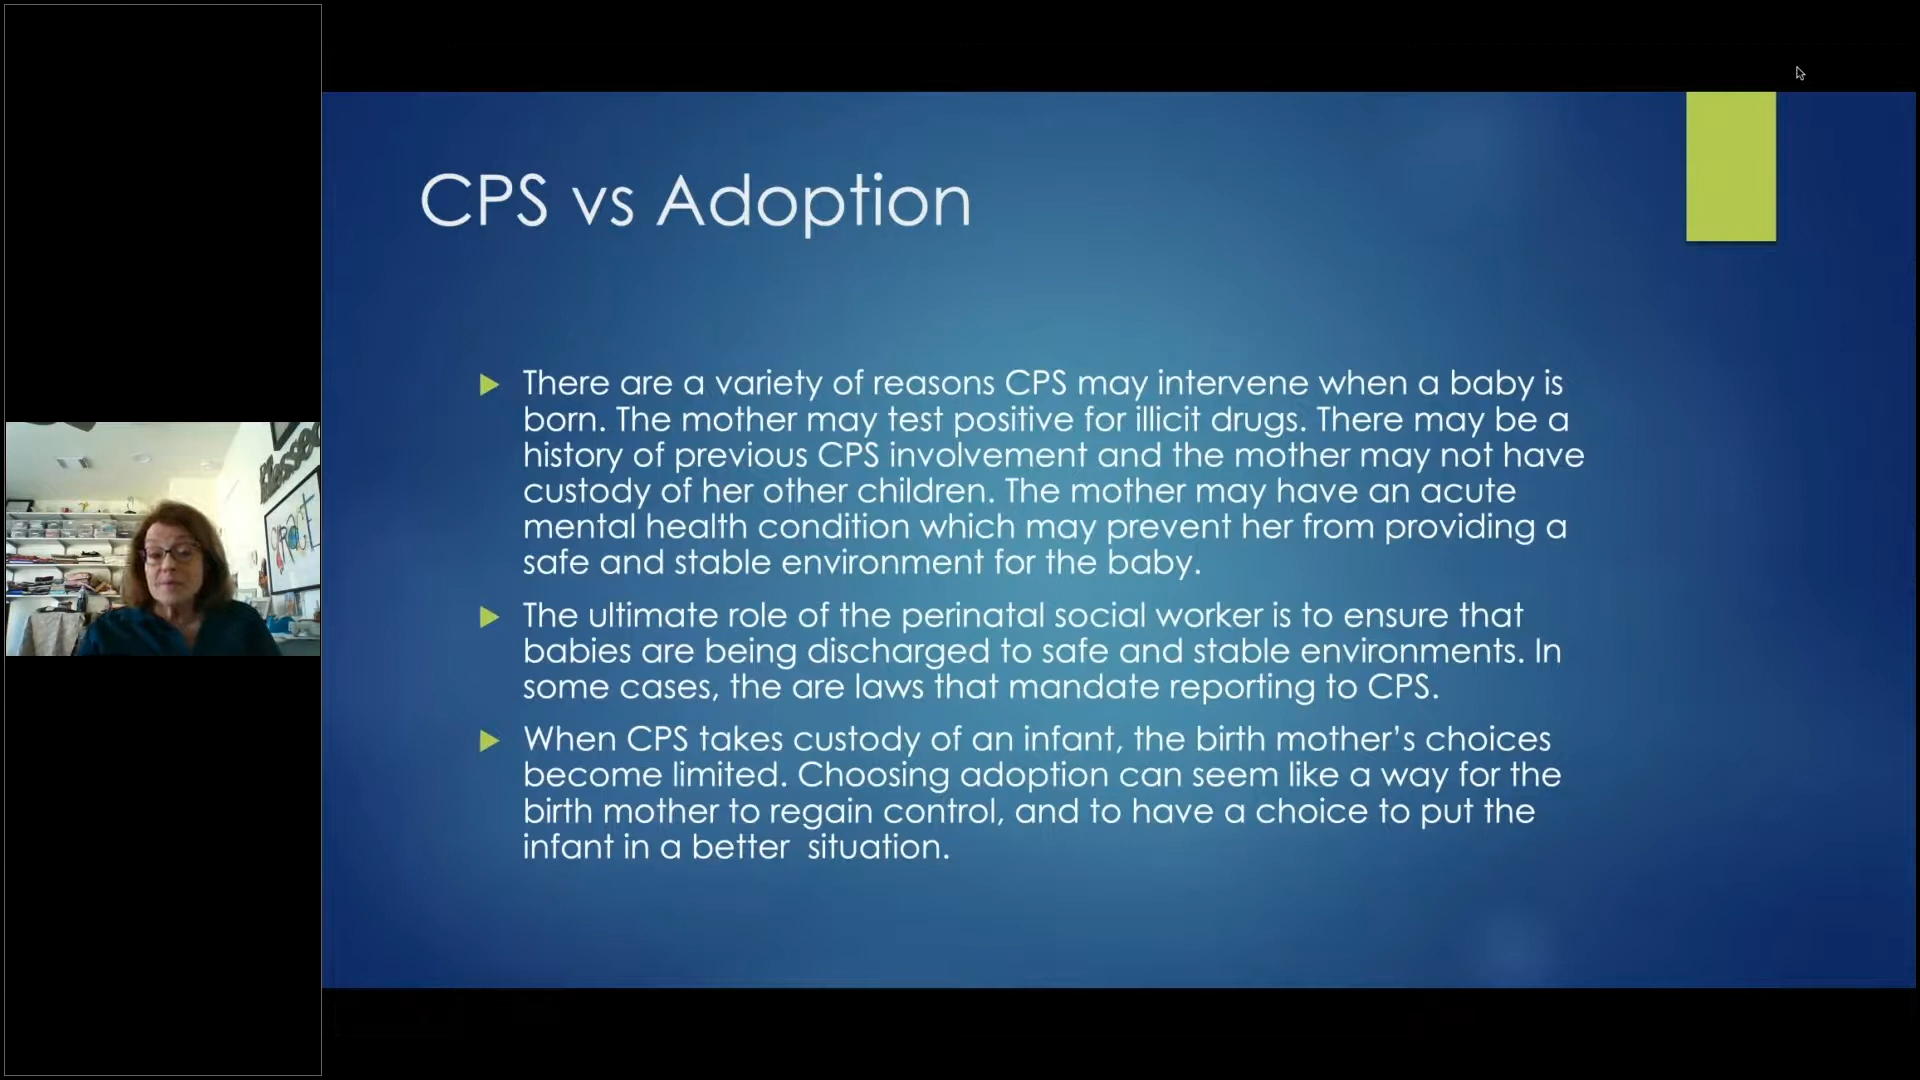 CPS vs Adoption
There are a variety of reasons CPS may intervene when a baby is
born. The mother may test positive for illicit drugs. There may be a
history of previous CPS involvement and the mother may not have
custody of her other children. The mother may have an acute
mental health condition which may prevent her from providing a
safe and stable environment for the baby.
The ultimate role of the perinatal social worker is to ensure that
babies are being discharged to safe and stable environments. In
some cases, the are laws that mandate reporting to CPS.
When CPS takes custody of an infant, the birth mother’s choices
become limited. Choosing adoption can seem like a way for the
birth mother to regain control, and to have a choice to put the
infant in a better  situation.